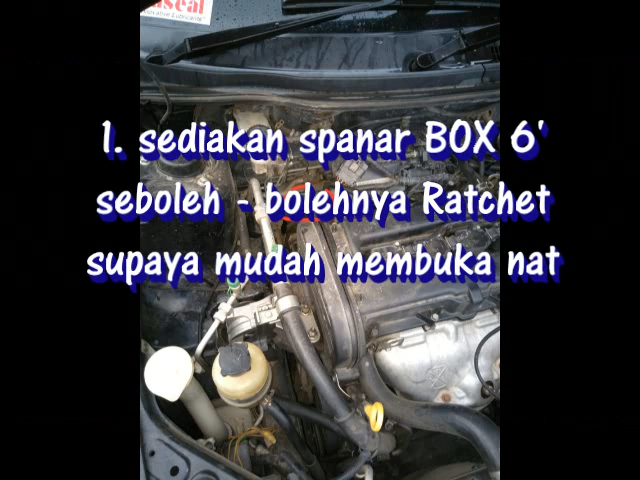 1. sediakan spanar BOX 6'
seboleh - bolehnya Ratchet
supaya mudah membuka nat